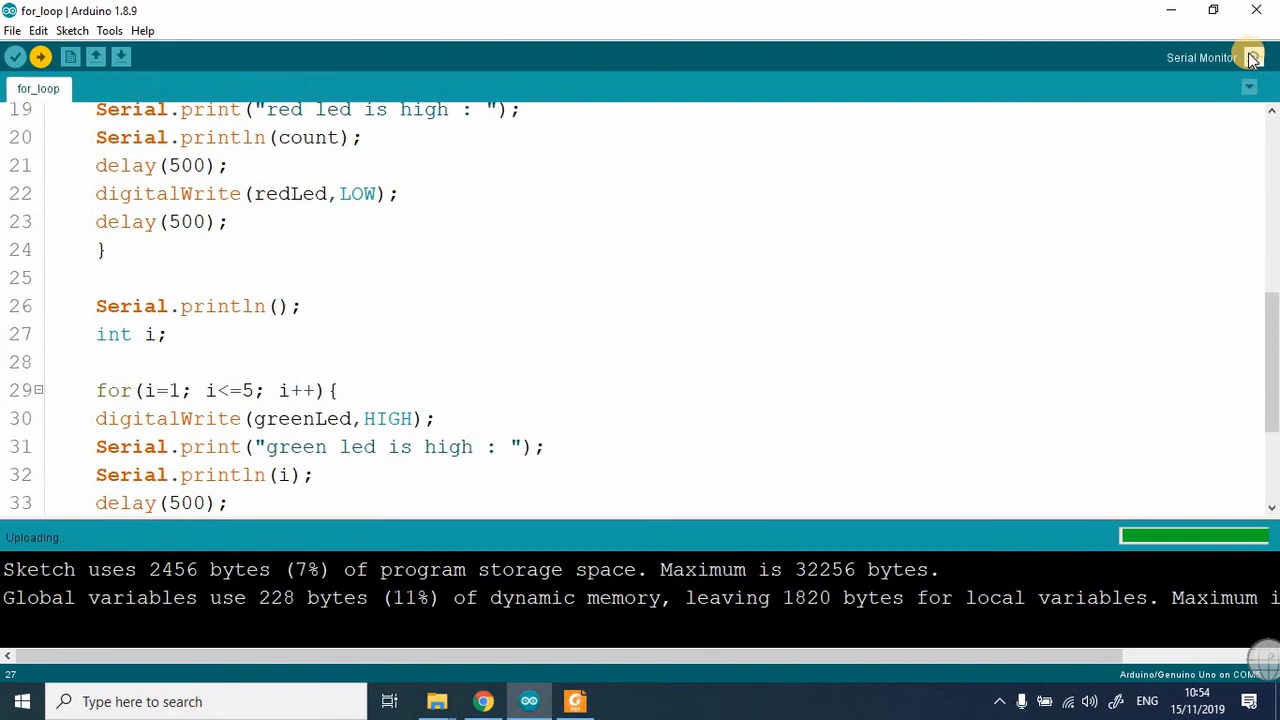 for_loop | Arduino 1.8.9
File Edit Sketch Tools Help
Serial Monitor
for_loop
19 Serial.print("red led is high : ");
20 Serial.println(count);
21 delay(500);
22 digitalWrite(redLed,LOW);
23 delay(500);
24 }
25
26 Serial.println();
27 int i;
28
29 for(i=1; i<=5; i++){
30 digitalWrite(greenLed,HIGH);
31 Serial.print("green led is high : ");
32 Serial.println(i);
33 delay(500);
Uploading...
Sketch uses 2456 bytes (7%) of program storage space. Maximum is 32256 bytes.
Global variables use 228 bytes (11%) of dynamic memory, leaving 1820 bytes for local variables. Maximum i
27
Arduino/Genuino Uno on
Type here to search
ENG
10:54
15/11/2019